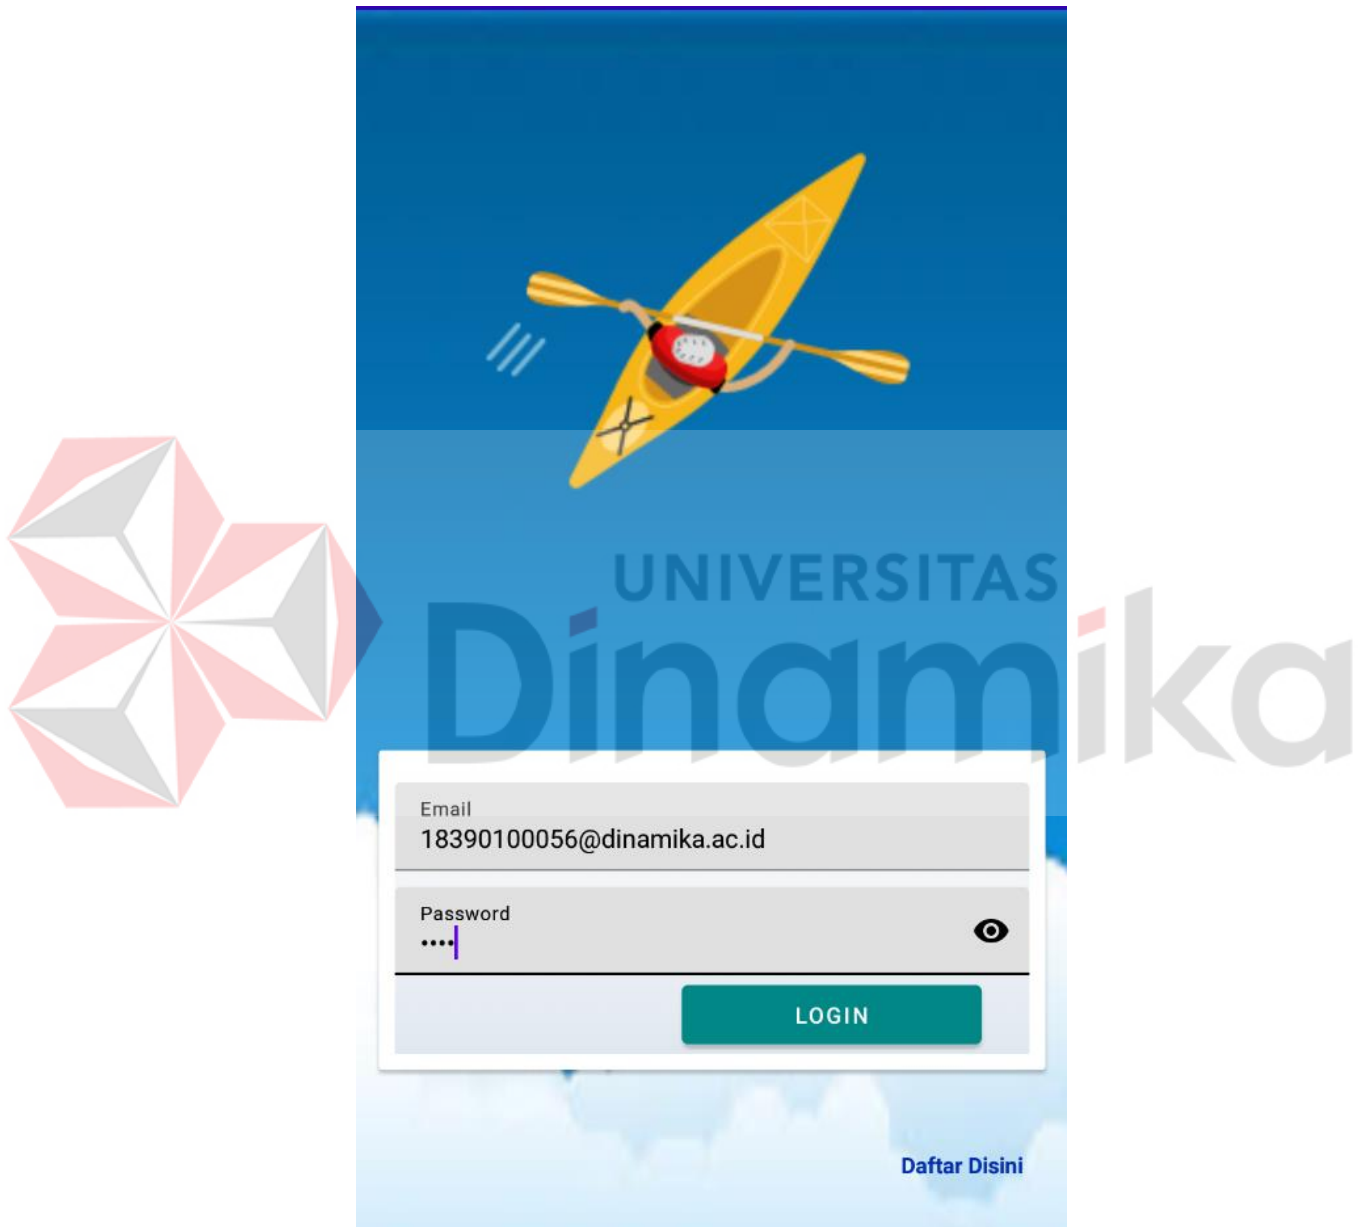 UNIVERSITAS
Dinamika
Email
18390100056@dinamika.ac.id
Password
••••
LOGIN
Daftar Disini